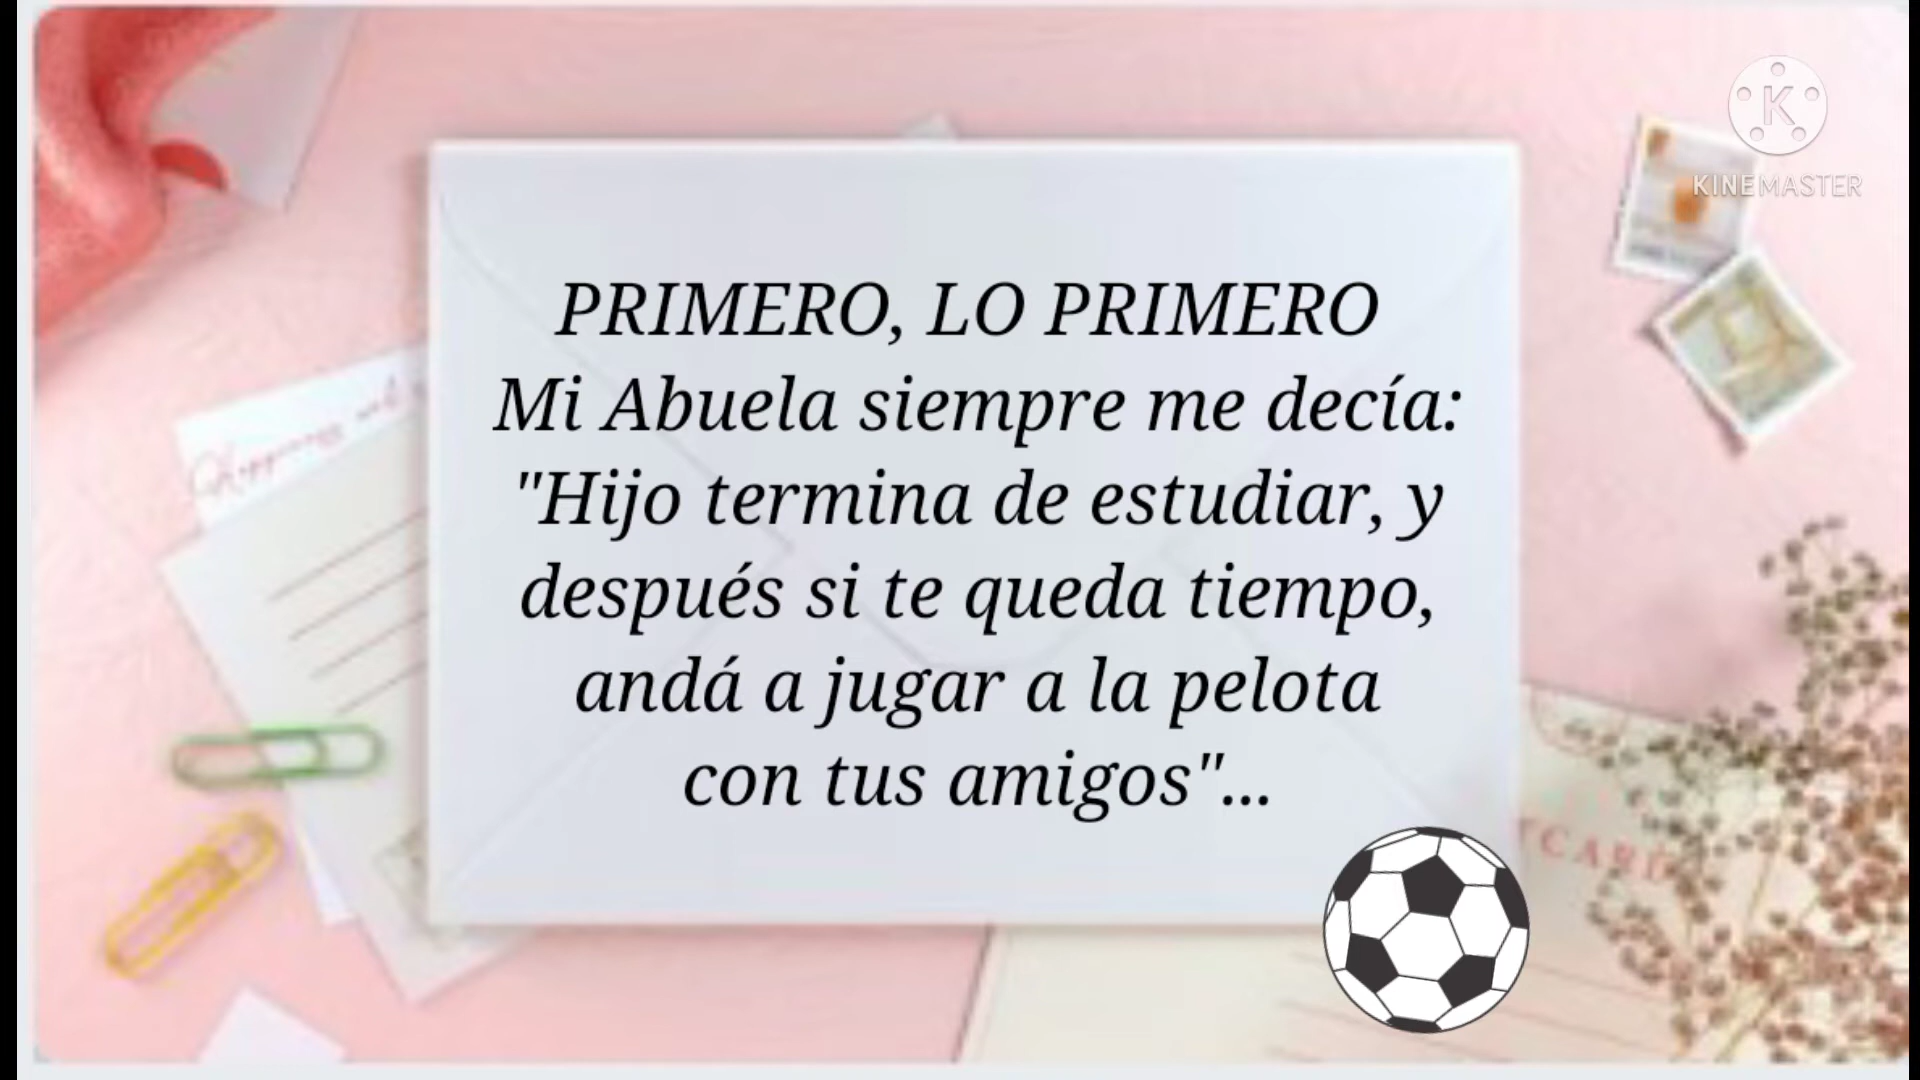 KINEMASTER
PRIMERO, LO PRIMERO
Mi Abuela siempre me decía:
"Hijo termina de estudiar, y
después si te queda tiempo,
andá a jugar a la pelota
con tus amigos"...